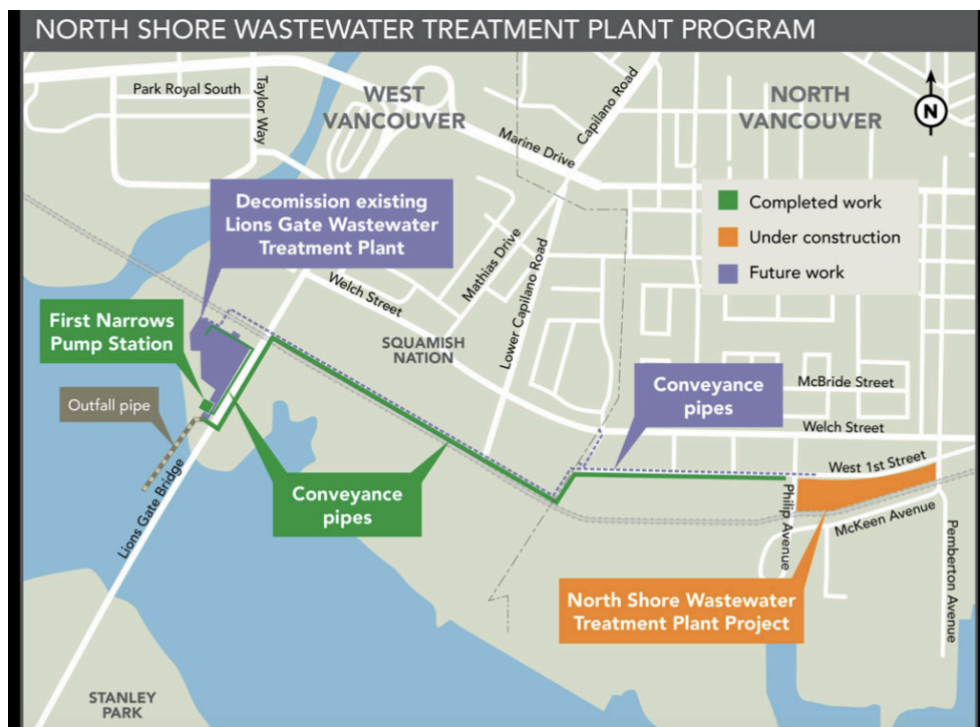 NORTH SHORE WASTEWATER TREATMENT PLANT PROGRAM
Park Royal South
Taylor Way
WEST
VANCOUVER
Marine Drive
Capilano Road
NORTH
VANCOUVER
N
Completed work
Under construction
Future work
Decomission existing
Lions Gate Wastewater
Treatment Plant
Welch Street
Mathias Drive
Lower Capilano Road
SQUAMISH
NATION
First Narrows
Pump Station
Outfall pipe
Lions Gate Bridge
Conveyance
pipes
Conveyance
pipes
McBride Street
Welch Street
West 1st Street
Philip Avenue
McKeen Avenue
Pemberton Avenue
North Shore Wastewater
Treatment Plant Project
STANLEY
PARK